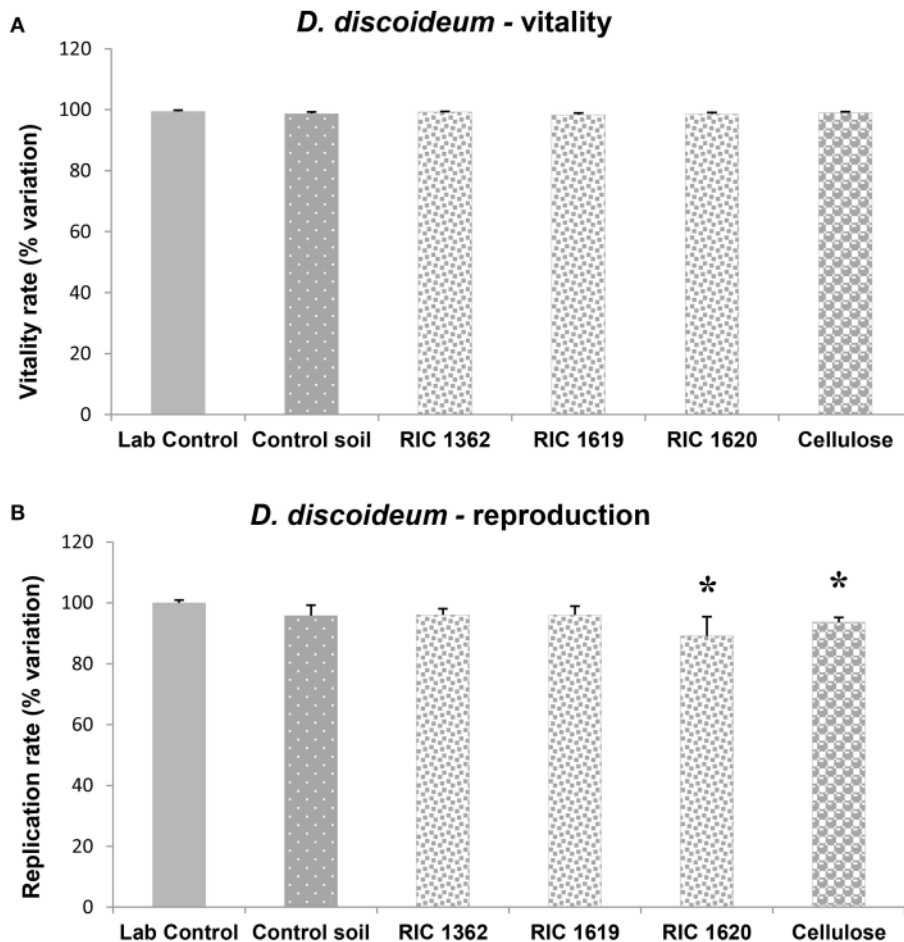 A
D. discoideum - vitality
Vitality rate (% variation)
120
100
80
60
40
20
0
Lab Control Control soil RIC 1362 RIC 1619 RIC 1620 Cellulose
B
D. discoideum - reproduction
Replication rate (% variation)
120
100
80
60
40
20
0
* *
Lab Control Control soil RIC 1362 RIC 1619 RIC 1620 Cellulose